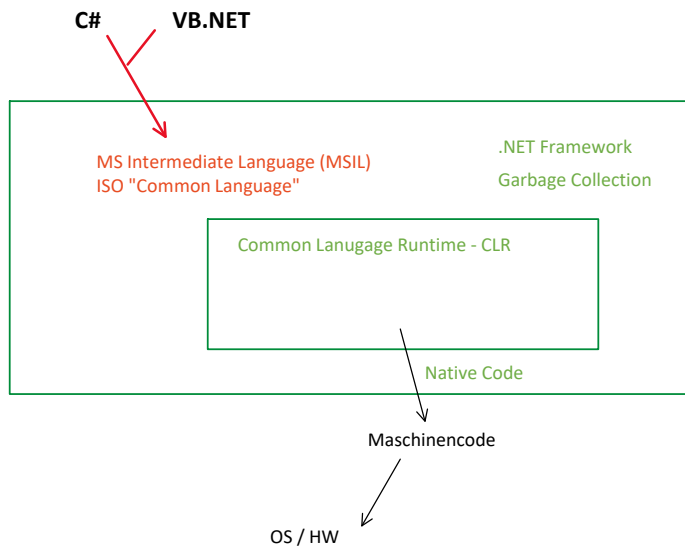 C# VB.NET
MS Intermediate Language (MSIL)
ISO "Common Language"
.NET Framework
Garbage Collection
Common Lanugage Runtime - CLR
Native Code
Maschinencode
OS / HW